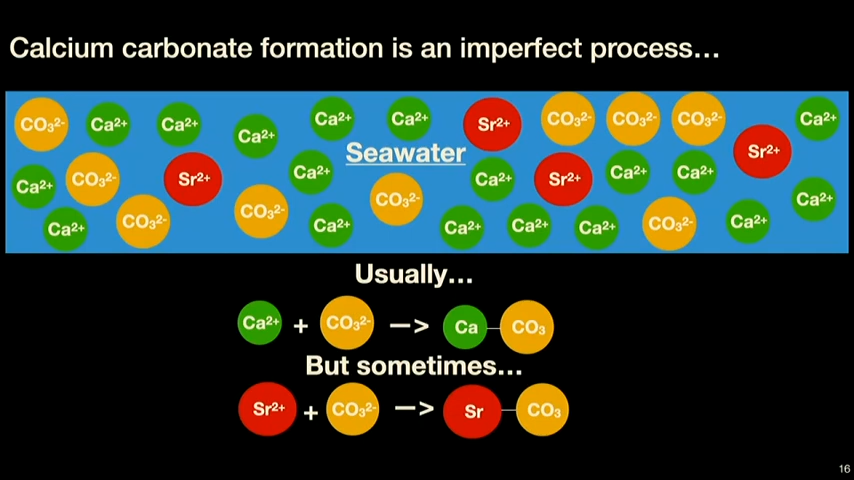 Calcium carbonate formation is an imperfect process...
CO₃²⁻ Ca²⁺ Ca²⁺ Ca²⁺ Ca²⁺ Ca²⁺ Sr²⁺ CO₃²⁻ CO₃²⁻ CO₃²⁻ Sr²⁺ Ca²⁺
Seawater
Ca²⁺ CO₃²⁻ Sr²⁺ Ca²⁺ Ca²⁺ Sr²⁺ Ca²⁺ Ca²⁺ Ca²⁺
Ca²⁺ CO₃²⁻ CO₃²⁻ Ca²⁺ CO₃²⁻ Ca²⁺ Ca²⁺ Ca²⁺ CO₃²⁻ Ca²⁺
Usually...
Ca²⁺ + CO₃²⁻ —> Ca CO₃
But sometimes...
Sr²⁺ + CO₃²⁻ —> Sr CO₃
16